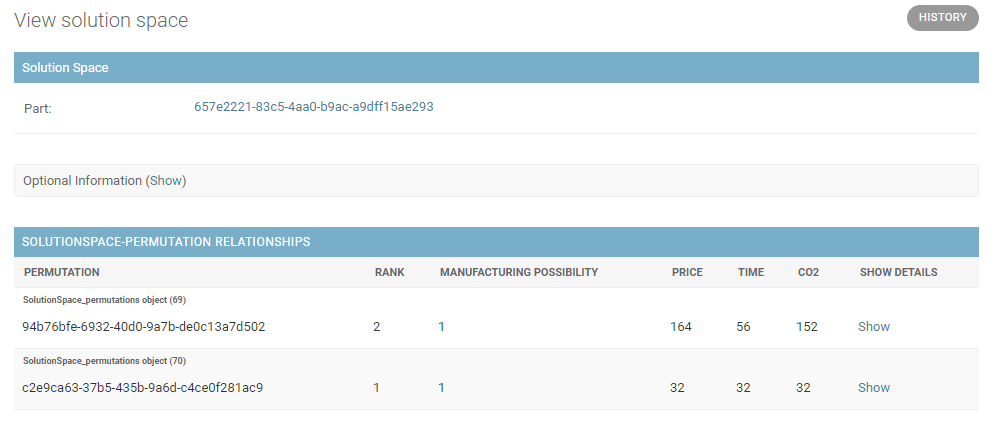 View solution space
HISTORY
Solution Space
Part: 657e2221-83c5-4aa0-b9ac-a9dff15ae293
Optional Information (Show)
SOLUTIONSPACE-PERMUTATION RELATIONSHIPS
PERMUTATION RANK MANUFACTURING POSSIBILITY PRICE TIME CO2 SHOW DETAILS
SolutionSpace_permutations object (69)
94b76bfe-6932-40d0-9a7b-de0c13a7d502 2 1 164 56 152 Show
SolutionSpace_permutations object (70)
c2e9ca63-37b5-435b-9a6d-c4ce0f281ac9 1 1 32 32 32 Show